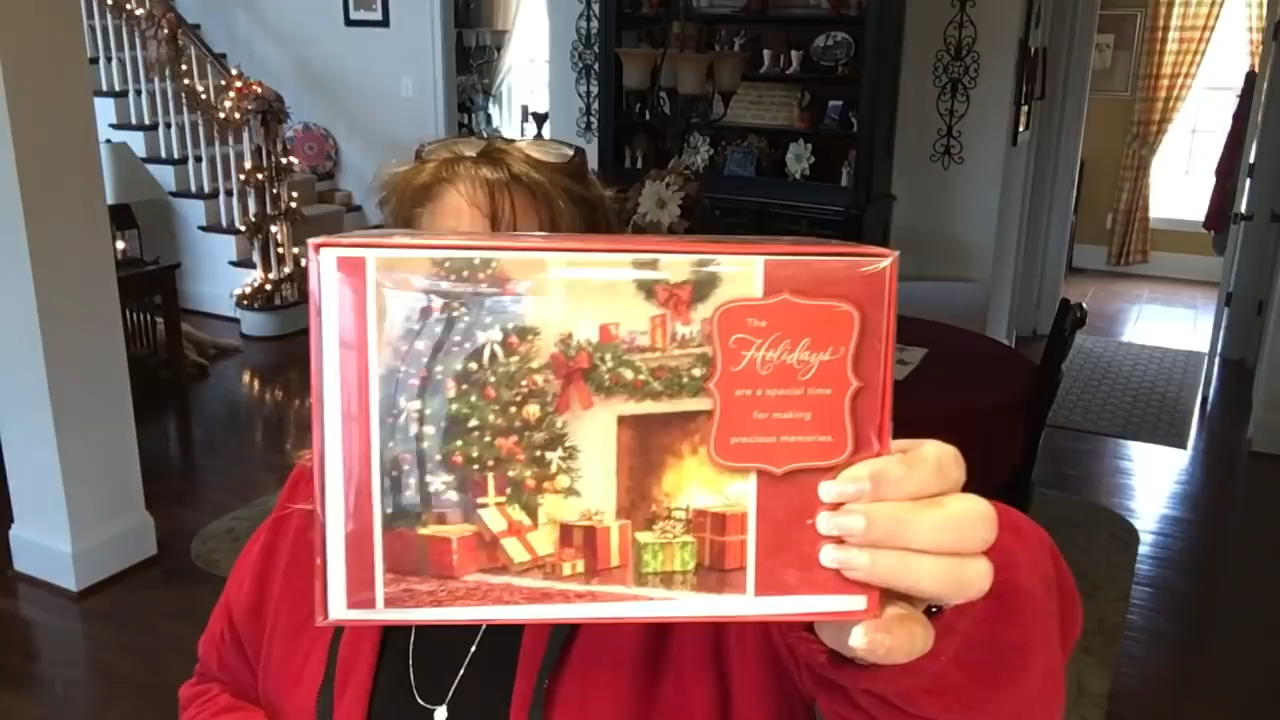 The
Holidays
are a special time
for making
precious memories.